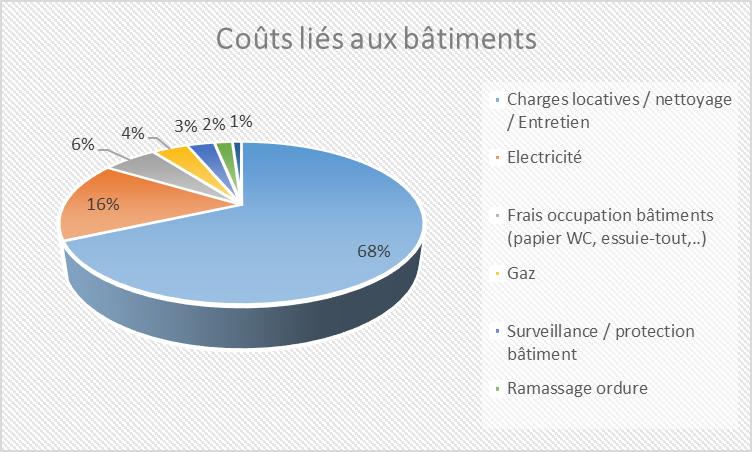 Coûts liés aux bâtiments
6%
4%
3%
2%
1%
16%
68%
Charges locatives / nettoyage
/ Entretien
Electricité
Frais occupation bâtiments
(papier WC, essuie-tout,..)
Gaz
Surveillance / protection
bâtiment
Ramassage ordure